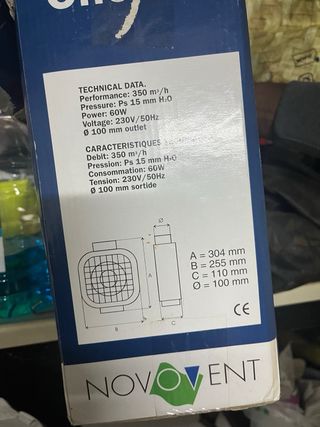 TECHNICAL DATA.
Performance: 350 m³/h
Pressure: Ps 15 mm H₂O
Power: 60W
Voltage: 230V/50Hz
Ø 100 mm outlet
CARACTERISTIQUES
Debit: 350 m³/h
Pression: Ps 15 mm H₂O
Consommation: 60W
Tension: 230V/50Hz
Ø 100 mm sortide
Ø
A
B
C
A = 304 mm
B = 255 mm
C = 110 mm
Ø = 100 mm
CE
NOVOVENT